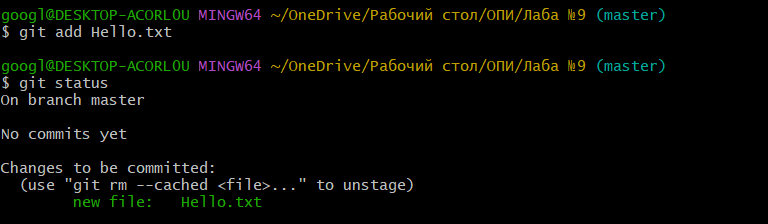 googl@DESKTOP-ACORL0U MINGW64 ~/OneDrive/Рабочий стол/ОПИ/Лаба №9 (master)
$ git add Hello.txt
googl@DESKTOP-ACORL0U MINGW64 ~/OneDrive/Рабочий стол/ОПИ/Лаба №9 (master)
$ git status
On branch master
No commits yet
Changes to be committed:
  (use "git rm --cached <file>..." to unstage)
        new file:   Hello.txt